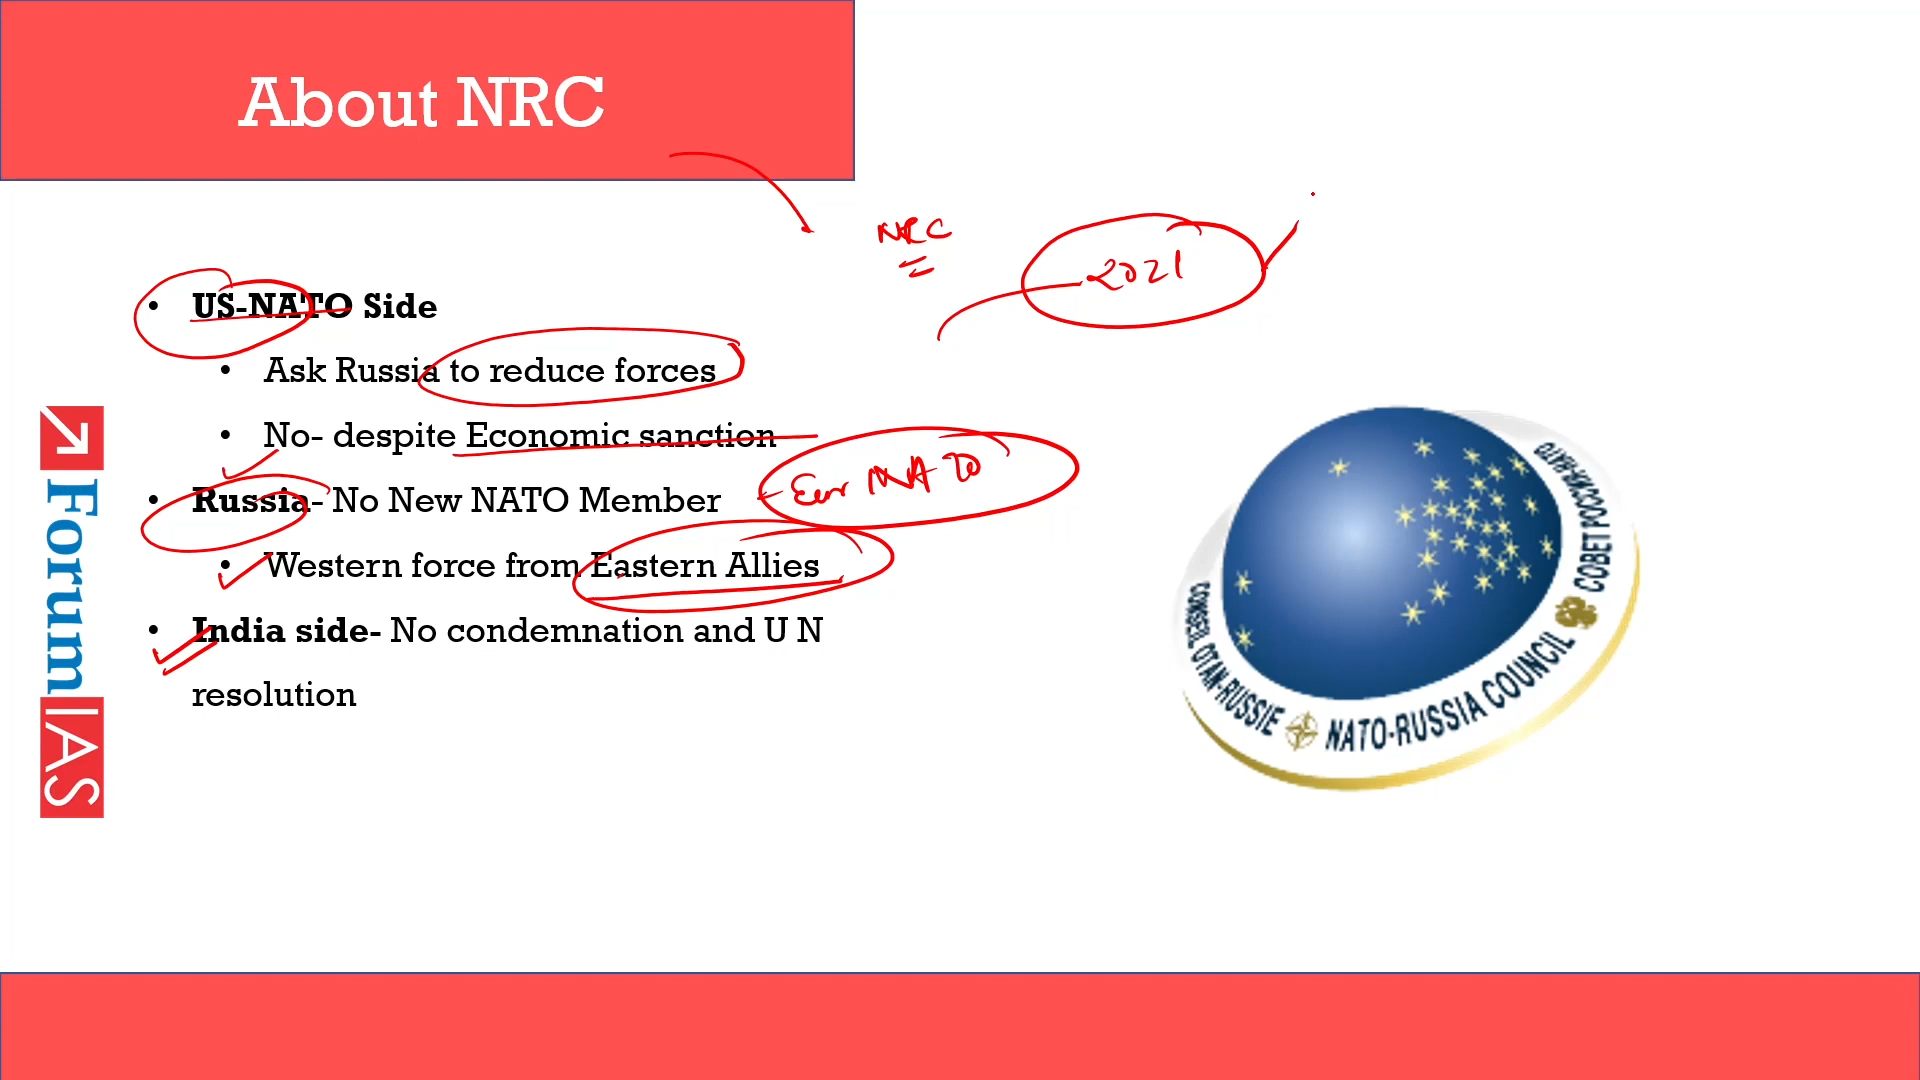 About NRC
NRC
2021
• US-NATO Side
• Ask Russia to reduce forces
• No- despite Economic sanction
• Russia- No New NATO Member
NATO
• Western force from Eastern Allies
• India side- No condemnation and U N
resolution
ForumIAS
CONSEIL OTAN-RUSSIE
NATO-RUSSIA COUNCIL
СОВЕТ РОССИЯ-НАТО